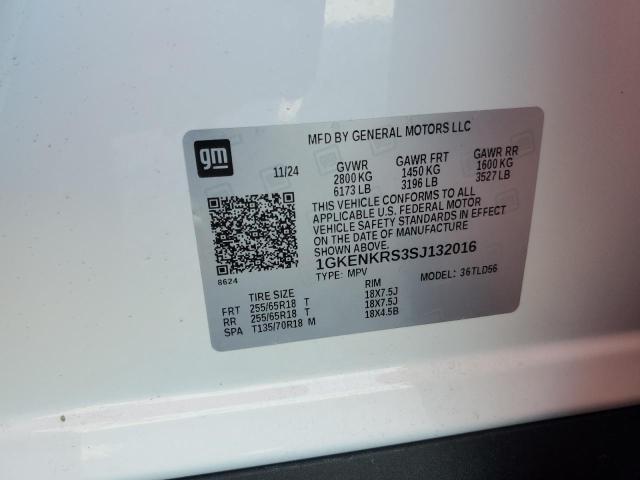 MFD BY GENERAL MOTORS LLC
gm
11/24 GVWR GAWR FRT GAWR RR
2800 KG 1450 KG 1600 KG
6173 LB 3196 LB 3527 LB
THIS VEHICLE CONFORMS TO ALL
APPLICABLE U.S. FEDERAL MOTOR
VEHICLE SAFETY STANDARDS IN EFFECT
ON THE DATE OF MANUFACTURE
SHOWN ABOVE.
1GKENKRS3SJ132016
8624 TYPE: MPV MODEL: 36TLD56
TIRE SIZE RIM
FRT 255/65R18 T 18X7.5J
RR 255/65R18 T 18X7.5J
SPA T135/70R18 M 18X4.5B